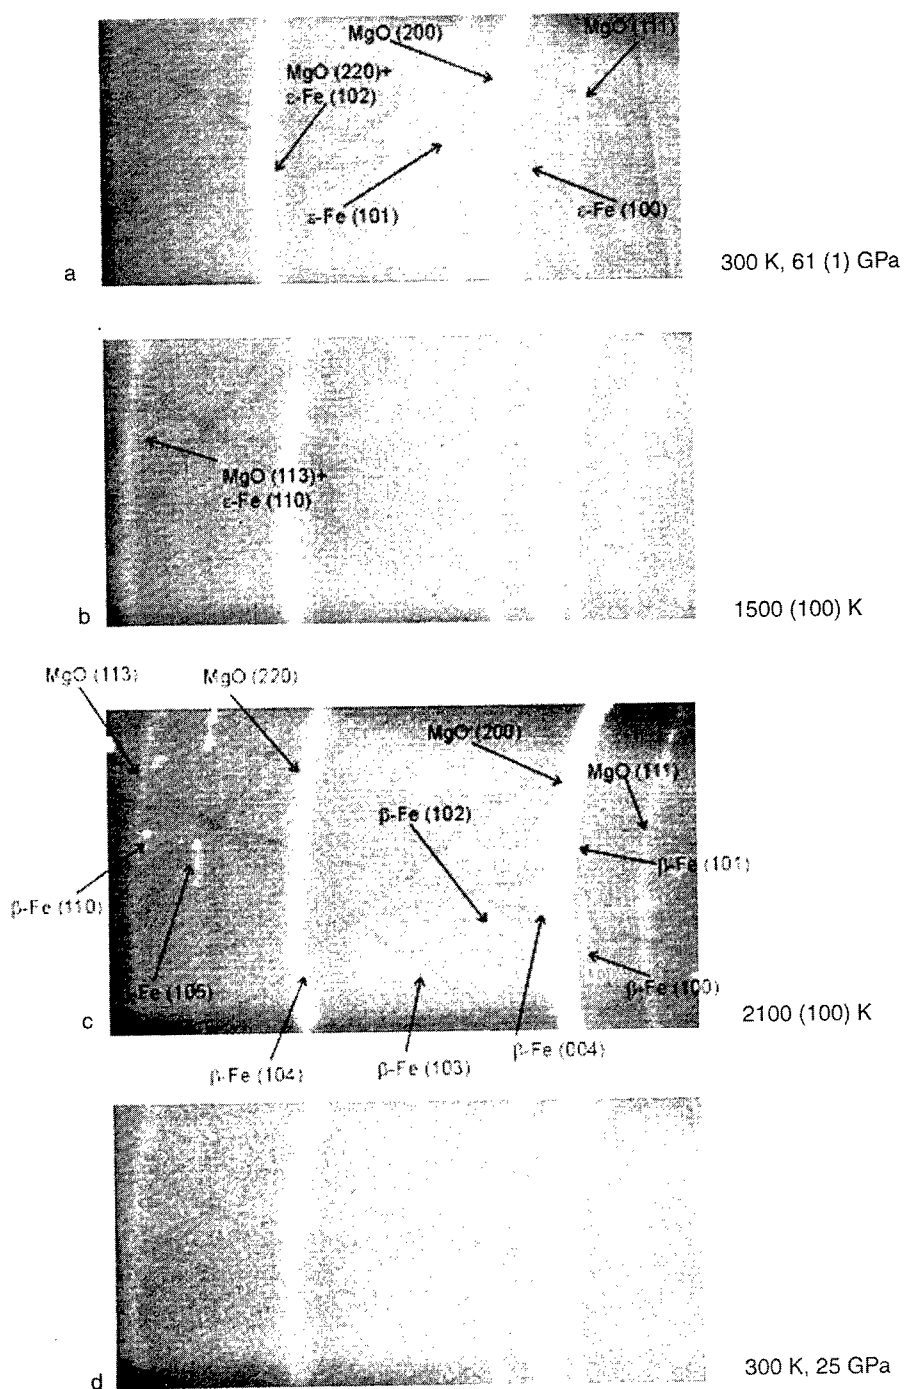 MgO (200)
MgO (111)
MgO (220)+
ε-Fe (102)
ε-Fe (101)
ε-Fe (100)
a
300 K, 61 (1) GPa
MgO (113)+
ε-Fe (110)
b
1500 (100) K
MgO (113)
MgO (220)
MgO (200)
MgO (111)
β-Fe (102)
β-Fe (101)
β-Fe (110)
-Fe (105)
β-Fe (100)
c
2100 (100) K
β-Fe (104)
β-Fe (103)
β-Fe (004)
d
300 K, 25 GPa